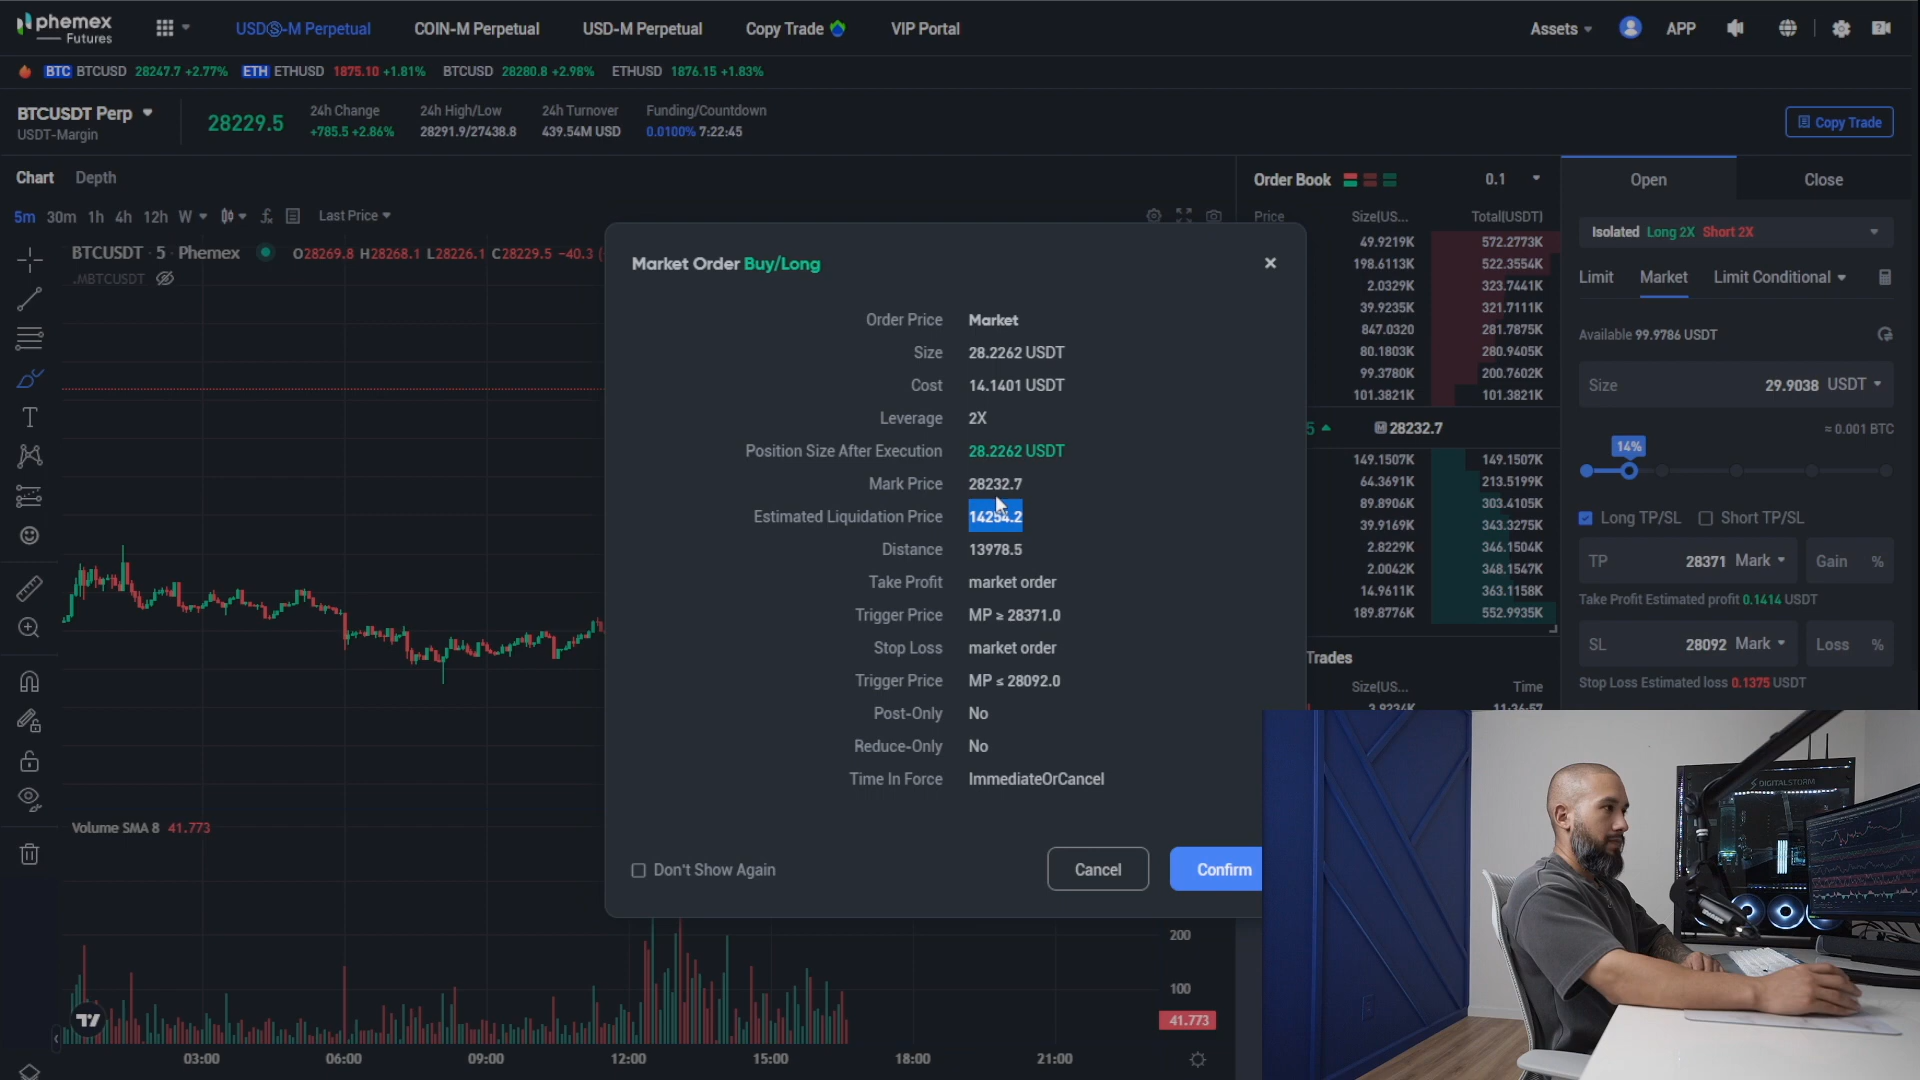 phemex
Futures
USDⓈ-M Perpetual
COIN-M Perpetual
USD-M Perpetual
Copy Trade
VIP Portal
Assets
APP
BTC BTCUSD 28247.7 +2.77%
ETH ETHUSD 1875.10 +1.81%
BTCUSD 28280.8 +2.98%
ETHUSD 1876.15 +1.83%
BTCUSDT Perp
USDT-Margin
28229.5
24h Change
+785.5 +2.86%
24h High/Low
28291.9/27438.8
24h Turnover
439.54M USD
Funding/Countdown
0.0100% 7:22:45
Copy Trade
Chart
Depth
5m 30m 1h 4h 12h W
Last Price
BTCUSDT · 5 · Phemex
O28269.8 H28268.1 L28226.1 C28229.5 −40.3 (
.MBTCUSDT
Volume SMA 8 41.773
200
100
41.773
03:00
06:00
09:00
12:00
15:00
18:00
21:00
Market Order Buy/Long
Order Price Market
Size 28.2262 USDT
Cost 14.1401 USDT
Leverage 2X
Position Size After Execution 28.2262 USDT
Mark Price 28232.7
Estimated Liquidation Price 14254.2
Distance 13978.5
Take Profit market order
Trigger Price MP ≥ 28371.0
Stop Loss market order
Trigger Price MP ≤ 28092.0
Post-Only No
Reduce-Only No
Time In Force ImmediateOrCancel
Don't Show Again
Cancel
Confirm
Order Book
0.1
Price Size(US... Total(USDT)
49.9219K 572.2773K
198.6113K 522.3554K
2.0329K 323.7441K
39.9235K 321.7111K
847.0320 281.7875K
80.1803K 280.9405K
99.3780K 200.7602K
101.3821K 101.3821K
5 28232.7
149.1507K 149.1507K
64.3691K 213.5199K
89.8906K 303.4105K
39.9169K 343.3275K
2.8229K 346.1504K
2.0042K 348.1547K
14.9611K 363.1158K
189.8776K 552.9935K
Trades
Size(US... Time
3.9234K 11:36:57
Open
Close
Isolated Long 2X Short 2X
Limit
Market
Limit Conditional
Available 99.9786 USDT
Size 29.9038 USDT
≈ 0.001 BTC
14%
Long TP/SL
Short TP/SL
TP 28371 Mark
Gain %
Take Profit Estimated profit 0.1414 USDT
SL 28092 Mark
Loss %
Stop Loss Estimated loss 0.1375 USDT
DIGITALSTORM